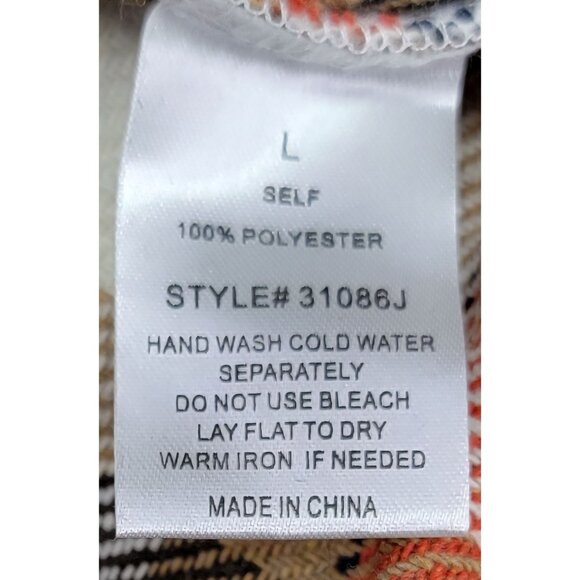 L
SELF
100% POLYESTER
STYLE# 31086J
HAND WASH COLD WATER
SEPARATELY
DO NOT USE BLEACH
LAY FLAT TO DRY
WARM IRON IF NEEDED
MADE IN CHINA